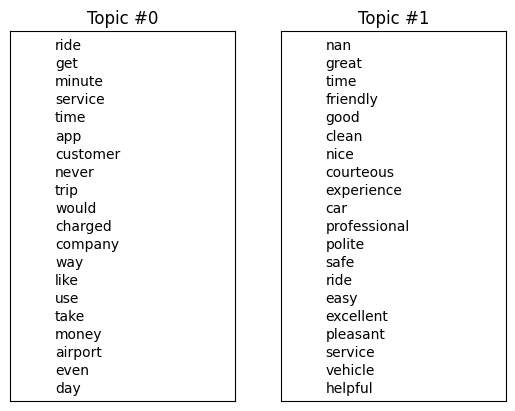 Topic #0
ride
get
minute
service
time
app
customer
never
trip
would
charged
company
way
like
use
take
money
airport
even
day
Topic #1
nan
great
time
friendly
good
clean
nice
courteous
experience
car
professional
polite
safe
ride
easy
excellent
pleasant
service
vehicle
helpful